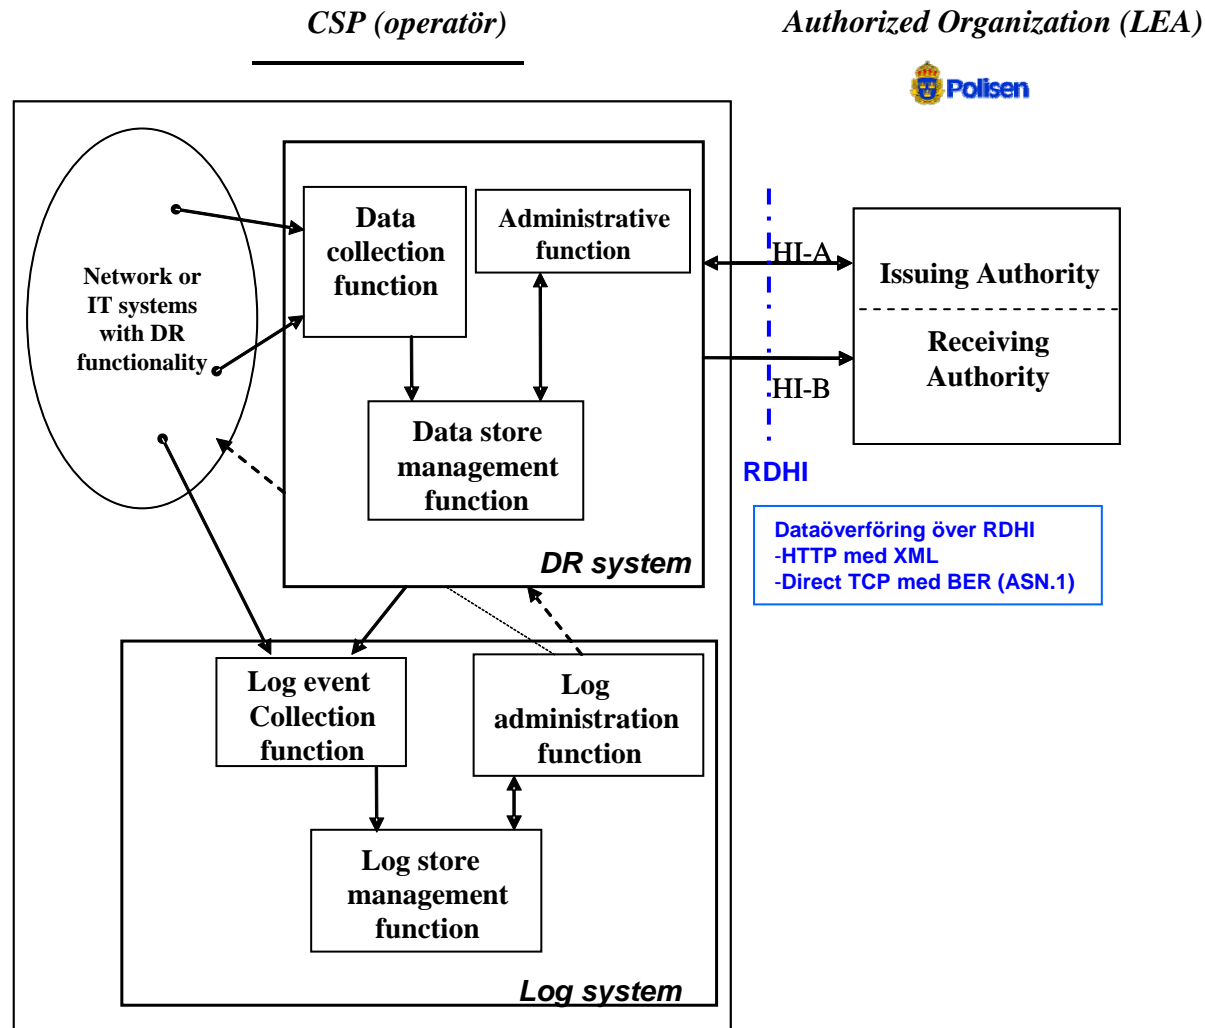 CSP (operatör)
Authorized Organization (LEA)
Polisen
Network or
IT systems
with DR
functionality
Data
collection
function
Administrative
function
Data store
management
function
DR system
HI-A
HI-B
RDHI
Issuing Authority
Receiving
Authority
Dataöverföring över RDHI
-HTTP med XML
-Direct TCP med BER (ASN.1)
Log event
Collection
function
Log
administration
function
Log store
management
function
Log system